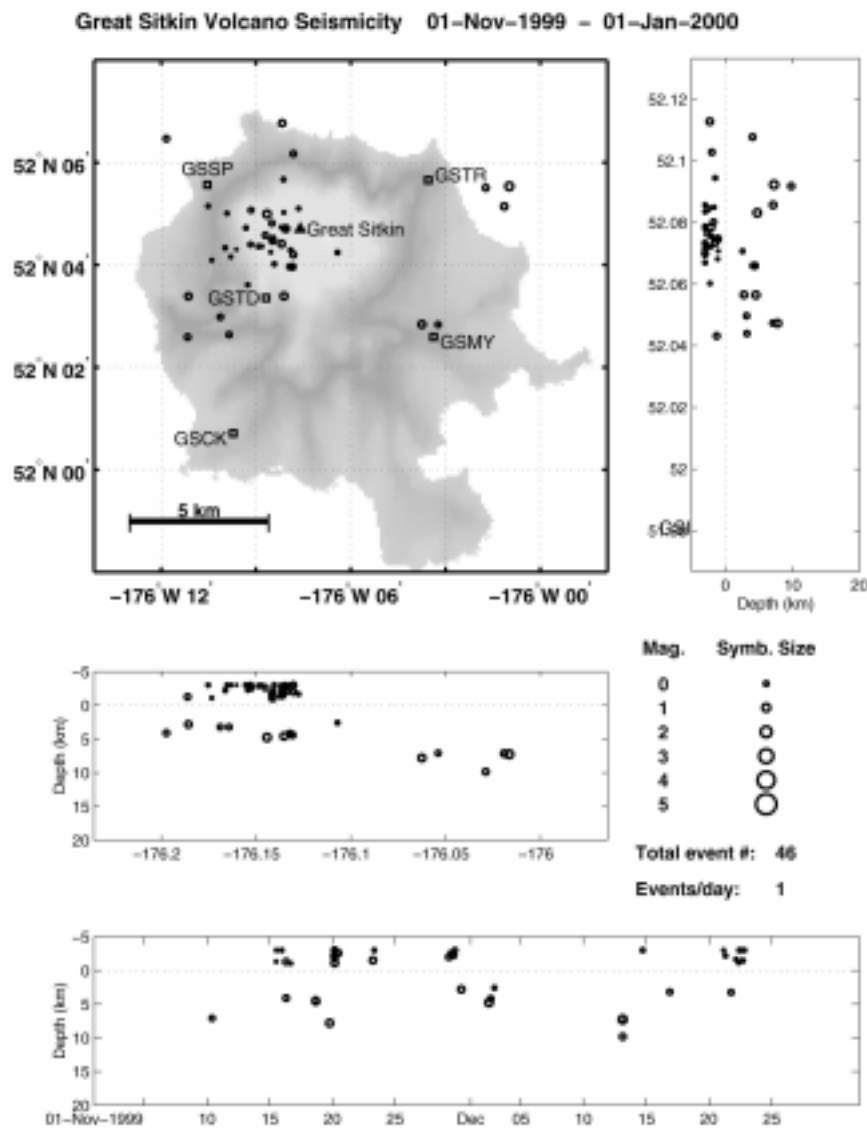 Great Sitkin Volcano Seismicity 01-Nov-1999 - 01-Jan-2000
52° N 06'
52° N 04'
52° N 02'
52° N 00'
GSSP
GSTR
Great Sitkin
GSTD
GSMY
GSCK
5 km
-176° W 12'
-176° W 06'
-176° W 00'
52.12
52.1
52.08
52.06
52.04
52.02
52
0 10 20
Depth (km)
Mag. Symb. Size
0
1
2
3
4
5
Total event #: 46
Events/day: 1
-5
0
5
10
15
20
Depth (km)
-176.2 -176.15 -176.1 -176.05 -176
-5
0
5
10
15
20
Depth (km)
01-Nov-1999 10 15 20 25 Dec 05 10 15 20 25